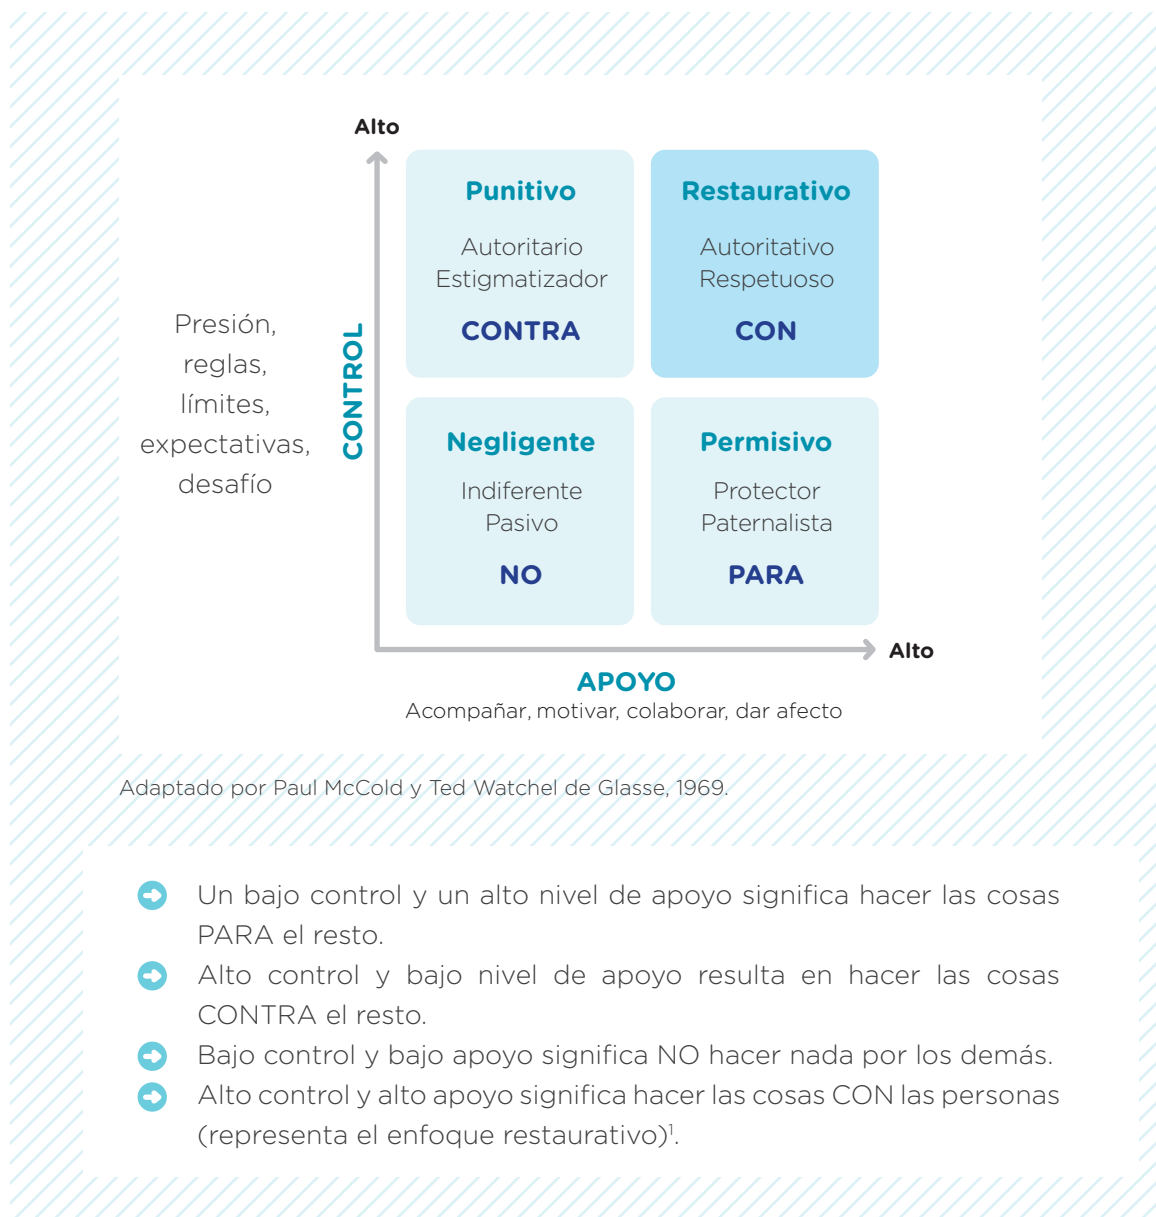 Alto
Punitivo
Autoritario
Estigmatizador
CONTRA
Restaurativo
Autoritativo
Respetuoso
CON
Presión,
reglas,
límites,
expectativas,
desafío
CONTROL
Negligente
Indiferente
Pasivo
NO
Permisivo
Protector
Paternalista
PARA
Alto
APOYO
Acompañar, motivar, colaborar, dar afecto
Adaptado por Paul McCold y Ted Watchel de Glasse, 1969.
Un bajo control y un alto nivel de apoyo significa hacer las cosas
PARA el resto.
Alto control y bajo nivel de apoyo resulta en hacer las cosas
CONTRA el resto.
Bajo control y bajo apoyo significa NO hacer nada por los demás.
Alto control y alto apoyo significa hacer las cosas CON las personas
(representa el enfoque restaurativo)¹.